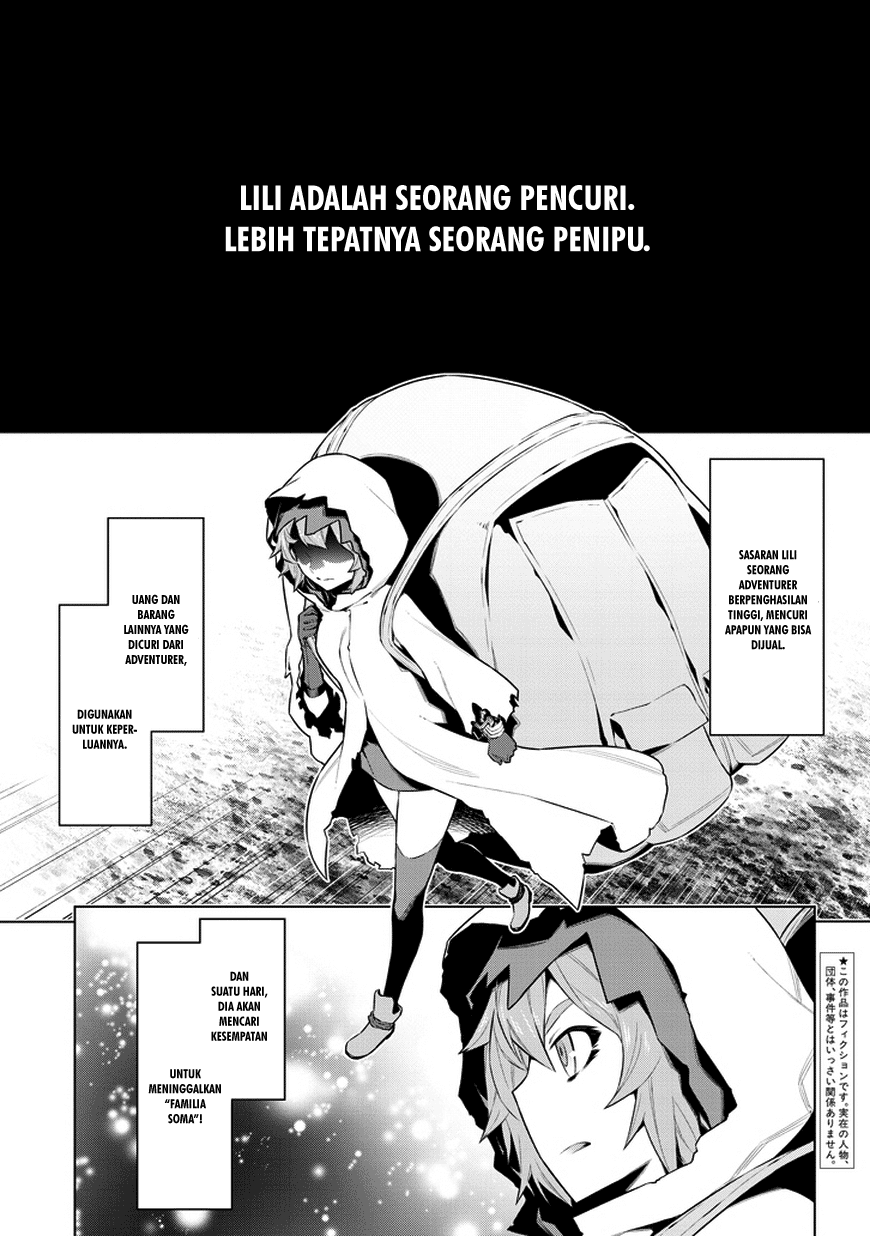 LILI ADALAH SEORANG PENCURI.
LEBIH TEPATNYA SEORANG PENIPU.
SASARAN LILI
SEORANG
ADVENTURER
BERPENGHASILAN
TINGGI, MENCURI
APAPUN YANG BISA
DIJUAL.
UANG DAN
BARANG
LAINNYA YANG
DICURI DARI
ADVENTURER,
DIGUNAKAN
UNTUK KEPER-
LUANNYA.
DAN
SUATU HARI,
DIA AKAN
MENCARI
KESEMPATAN
UNTUK
MENINGGALKAN
"FAMILIA
SOMA"!
★この作品はフィクションです。実在の人物、
団体、事件等とはいっさい関係ありません。